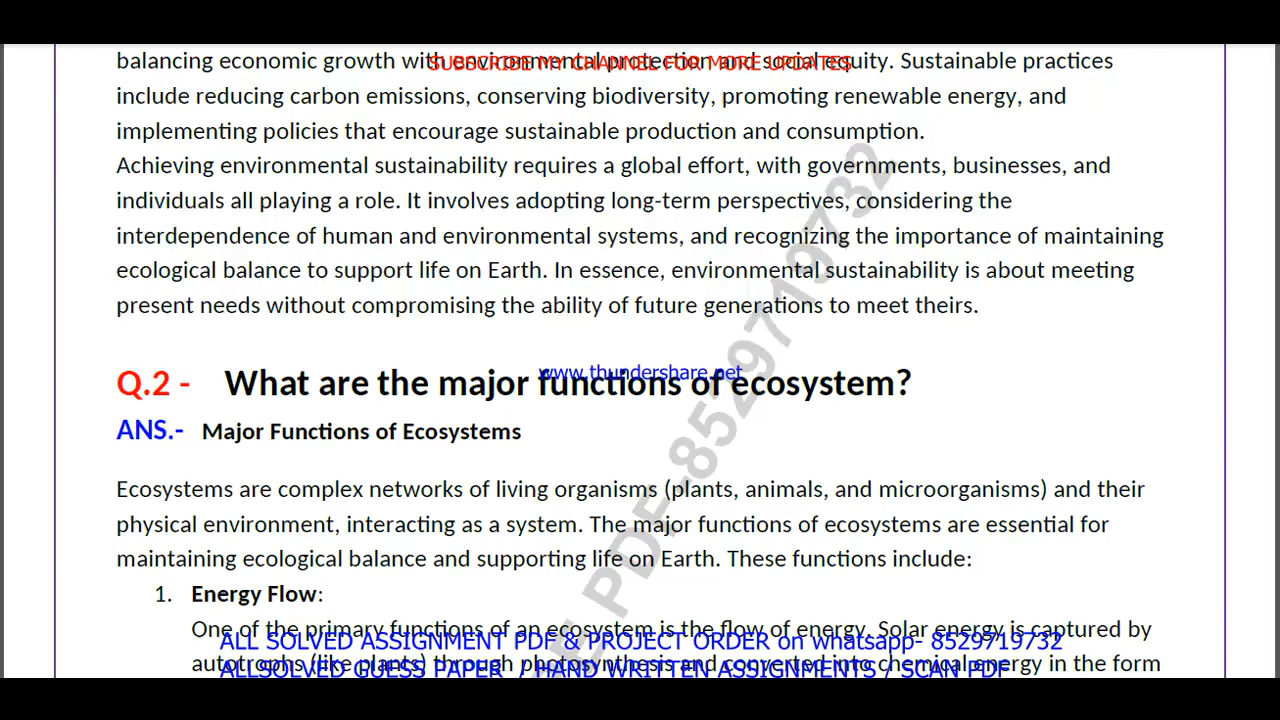 balancing economic growth with environmental protection and social equity. Sustainable practices
SUBSCRIBE MY CHANNEL FOR MORE UPDATES
include reducing carbon emissions, conserving biodiversity, promoting renewable energy, and
implementing policies that encourage sustainable production and consumption.
Achieving environmental sustainability requires a global effort, with governments, businesses, and
individuals all playing a role. It involves adopting long-term perspectives, considering the
interdependence of human and environmental systems, and recognizing the importance of maintaining
ecological balance to support life on Earth. In essence, environmental sustainability is about meeting
present needs without compromising the ability of future generations to meet theirs.
www.thundershare.net
Q.2 - What are the major functions of ecosystem?
ANS.- Major Functions of Ecosystems
Ecosystems are complex networks of living organisms (plants, animals, and microorganisms) and their
physical environment, interacting as a system. The major functions of ecosystems are essential for
maintaining ecological balance and supporting life on Earth. These functions include:
1. Energy Flow:
One of the primary functions of an ecosystem is the flow of energy. Solar energy is captured by
ALL SOLVED ASSIGNMENT PDF & PROJECT ORDER on whatsapp- 8529719732
autotrophs (like plants) through photosynthesis and converted into chemical energy in the form
ALLSOLVED GUESS PAPER / HAND WRITTEN ASSIGNMENTS / SCAN PDF
E PDF-8529719732